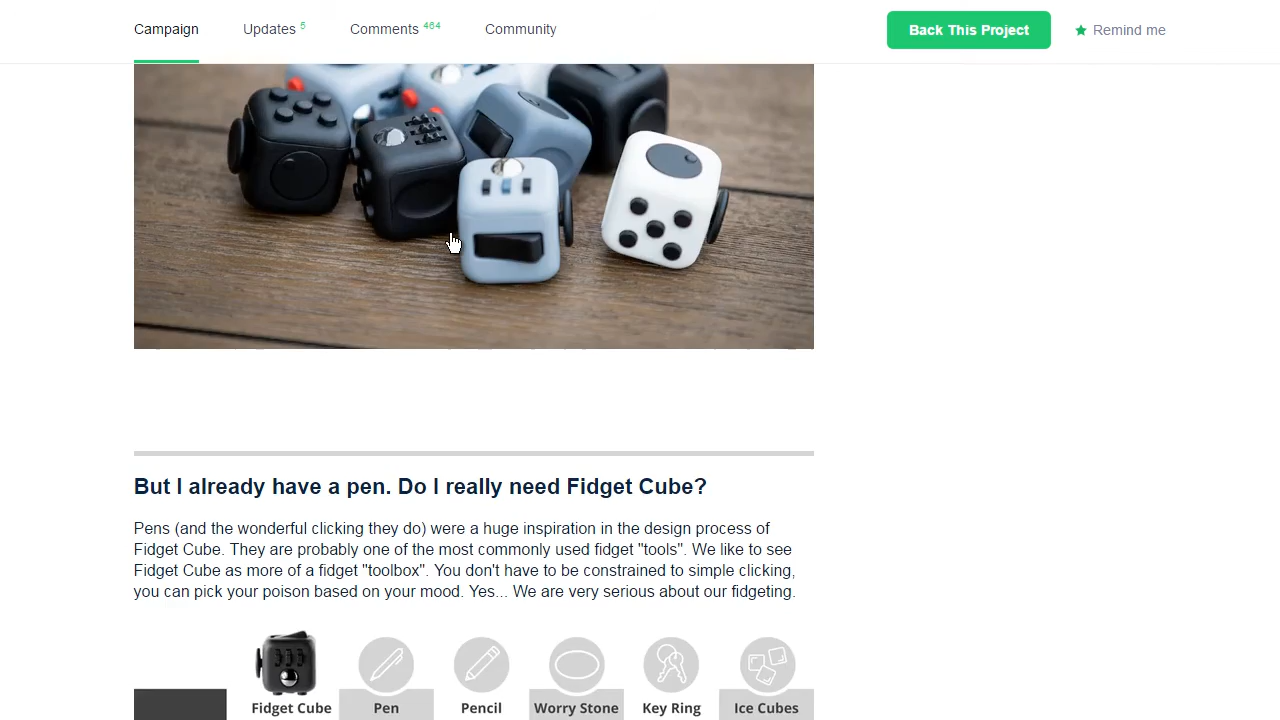 Campaign Updates 5 Comments 464 Community Back This Project Remind me
But I already have a pen. Do I really need Fidget Cube?
Pens (and the wonderful clicking they do) were a huge inspiration in the design process of
Fidget Cube. They are probably one of the most commonly used fidget "tools". We like to see
Fidget Cube as more of a fidget "toolbox". You don't have to be constrained to simple clicking,
you can pick your poison based on your mood. Yes... We are very serious about our fidgeting.
Fidget Cube Pen Pencil Worry Stone Key Ring Ice Cubes